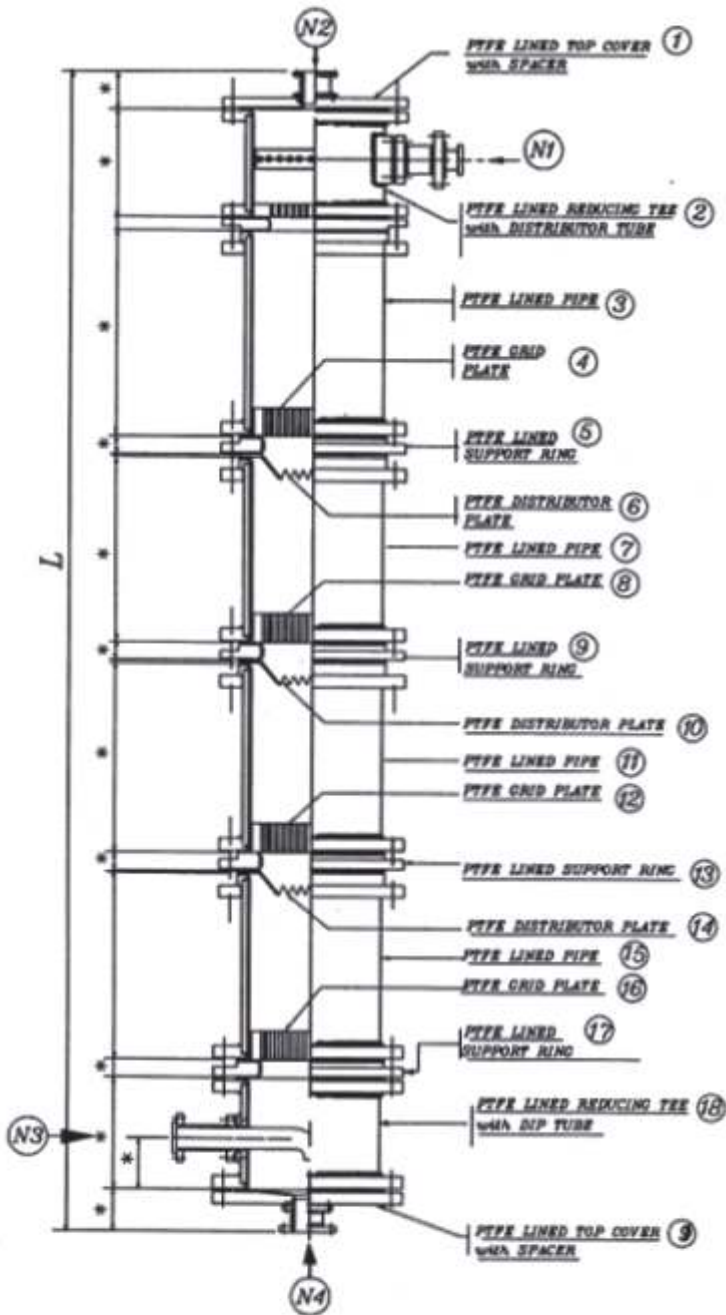 N2
PTFE LINED TOP COVER 1
with SPACER
N1
PTFE LINED REDUCING TEE 2
with DISTRIBUTOR TUBE
PTFE LINED PIPE 3
PTFE GRID 4
PLATE
PTFE LINED 5
SUPPORT RING
PTFE DISTRIBUTOR 6
PLATE
L
PTFE LINED PIPE 7
PTFE GRID PLATE 8
PTFE LINED 9
SUPPORT RING
PTFE DISTRIBUTOR PLATE 10
PTFE LINED PIPE 11
PTFE GRID PLATE 12
PTFE LINED SUPPORT RING 13
PTFE DISTRIBUTOR PLATE 14
PTFE LINED PIPE 15
PTFE GRID PLATE 16
PTFE LINED 17
SUPPORT RING
PTFE LINED REDUCING TEE 18
with DIP TUBE
N3
PTFE LINED TOP COVER
with SPACER
N4